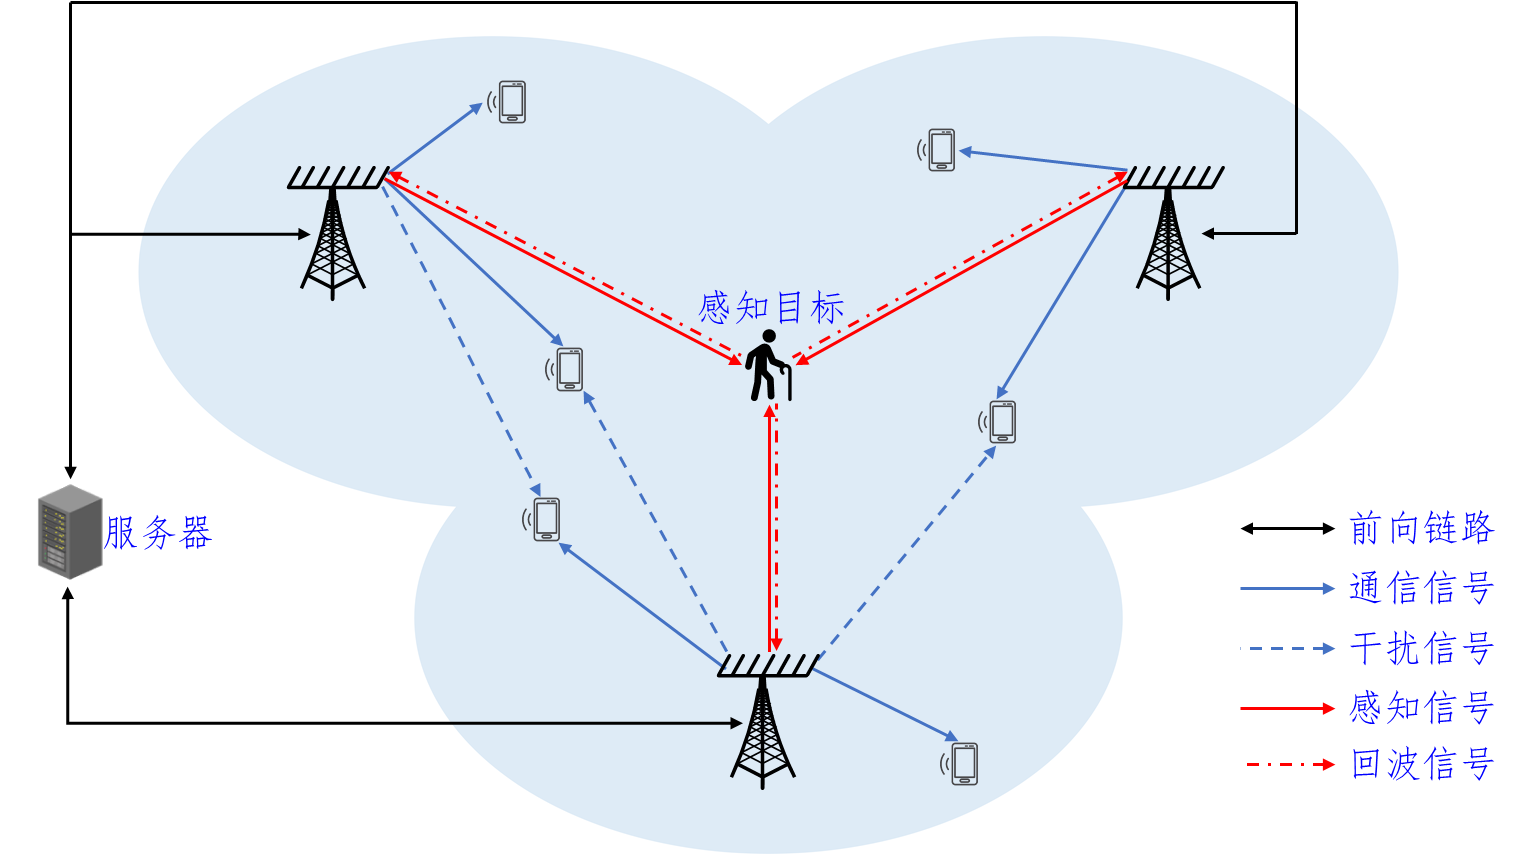 感知目标
服务器
前向链路
通信信号
干扰信号
感知信号
回波信号